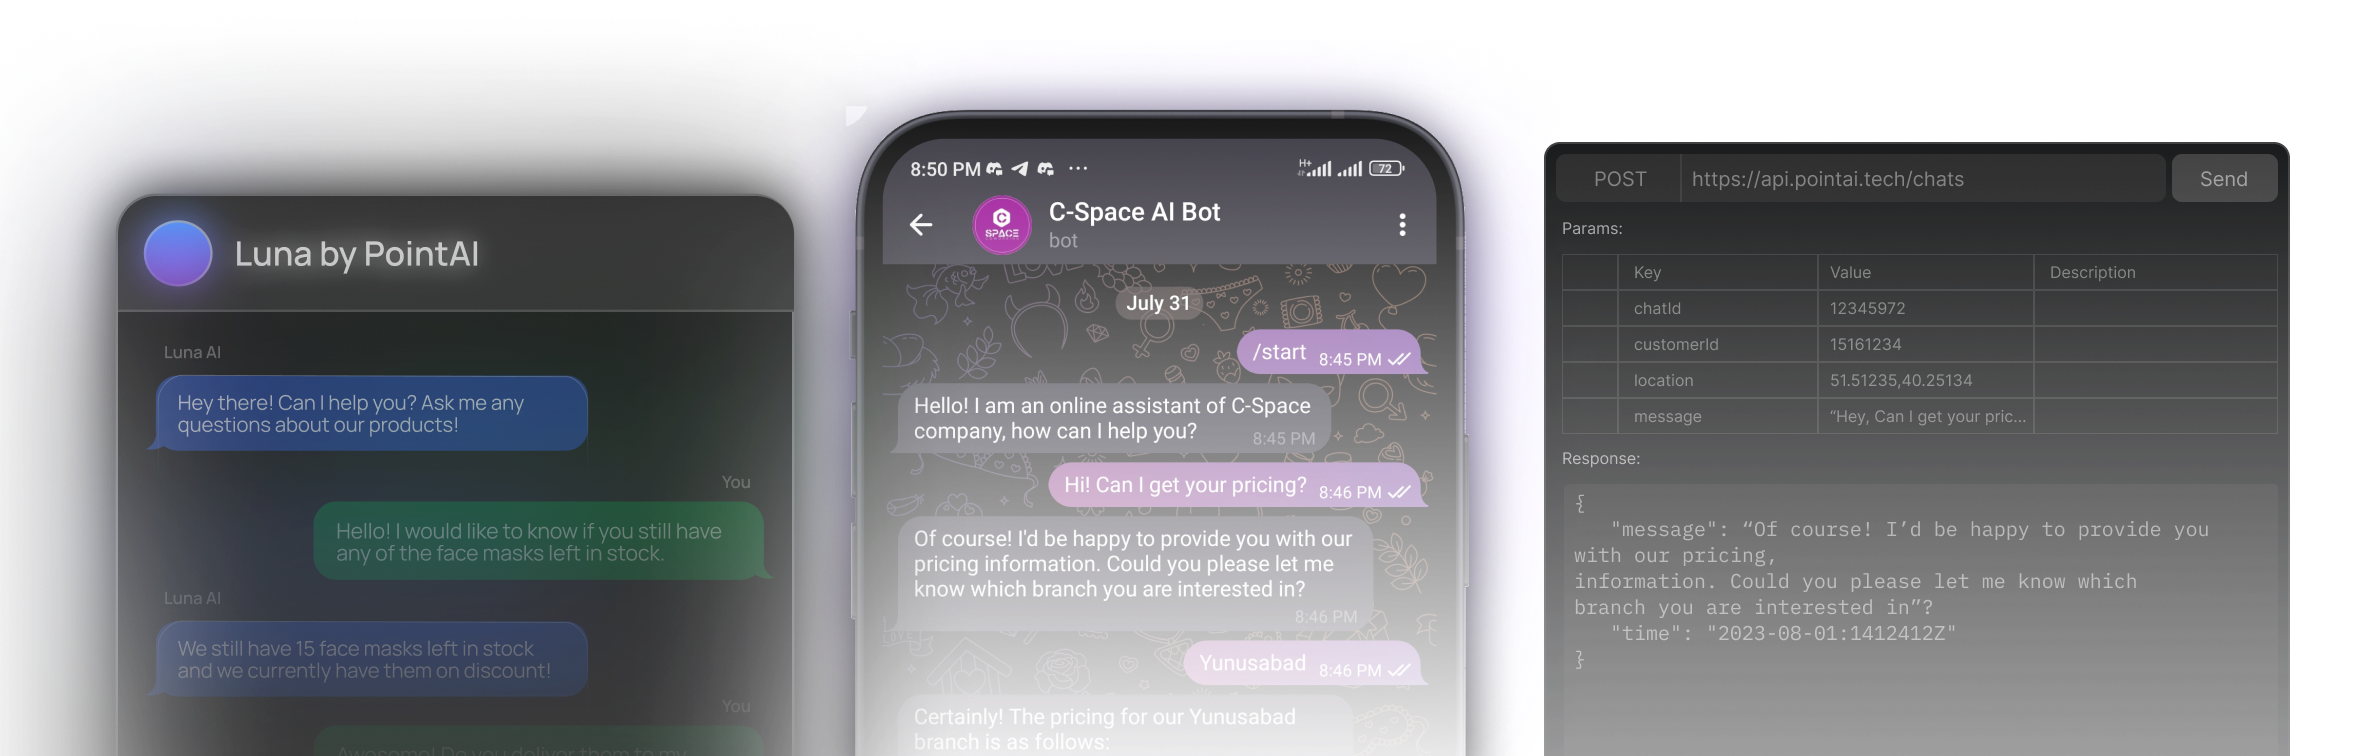 Luna by PointAI
Luna AI
Hey there! Can I help you? Ask me any
questions about our products!
You
Hello! I would like to know if you still have
any of the face masks left in stock.
Luna AI
We still have 15 face masks left in stock
and we currently have them on discount!
You
Awesome! Do you deliver them to my
8:50 PM ···
H+ 72
C-Space AI Bot
C
SPACE
bot
July 31
/start 8:45 PM
Hello! I am an online assistant of C-Space
company, how can I help you? 8:45 PM
Hi! Can I get your pricing? 8:46 PM
Of course! I'd be happy to provide you with our
pricing information. Could you please let me
know which branch you are interested in?
8:46 PM
Yunusabad 8:46 PM
Certainly! The pricing for our Yunusabad
branch is as follows:
POST https://api.pointai.tech/chats Send
Params:
Key Value Description
chatId 12345972
customerId 15161234
location 51.51235,40.25134
message “Hey, Can I get your pric...
Response:
{
"message": “Of course! I’d be happy to provide you
with our pricing,
information. Could you please let me know which
branch you are interested in”?
"time": "2023-08-01:1412412Z"
}